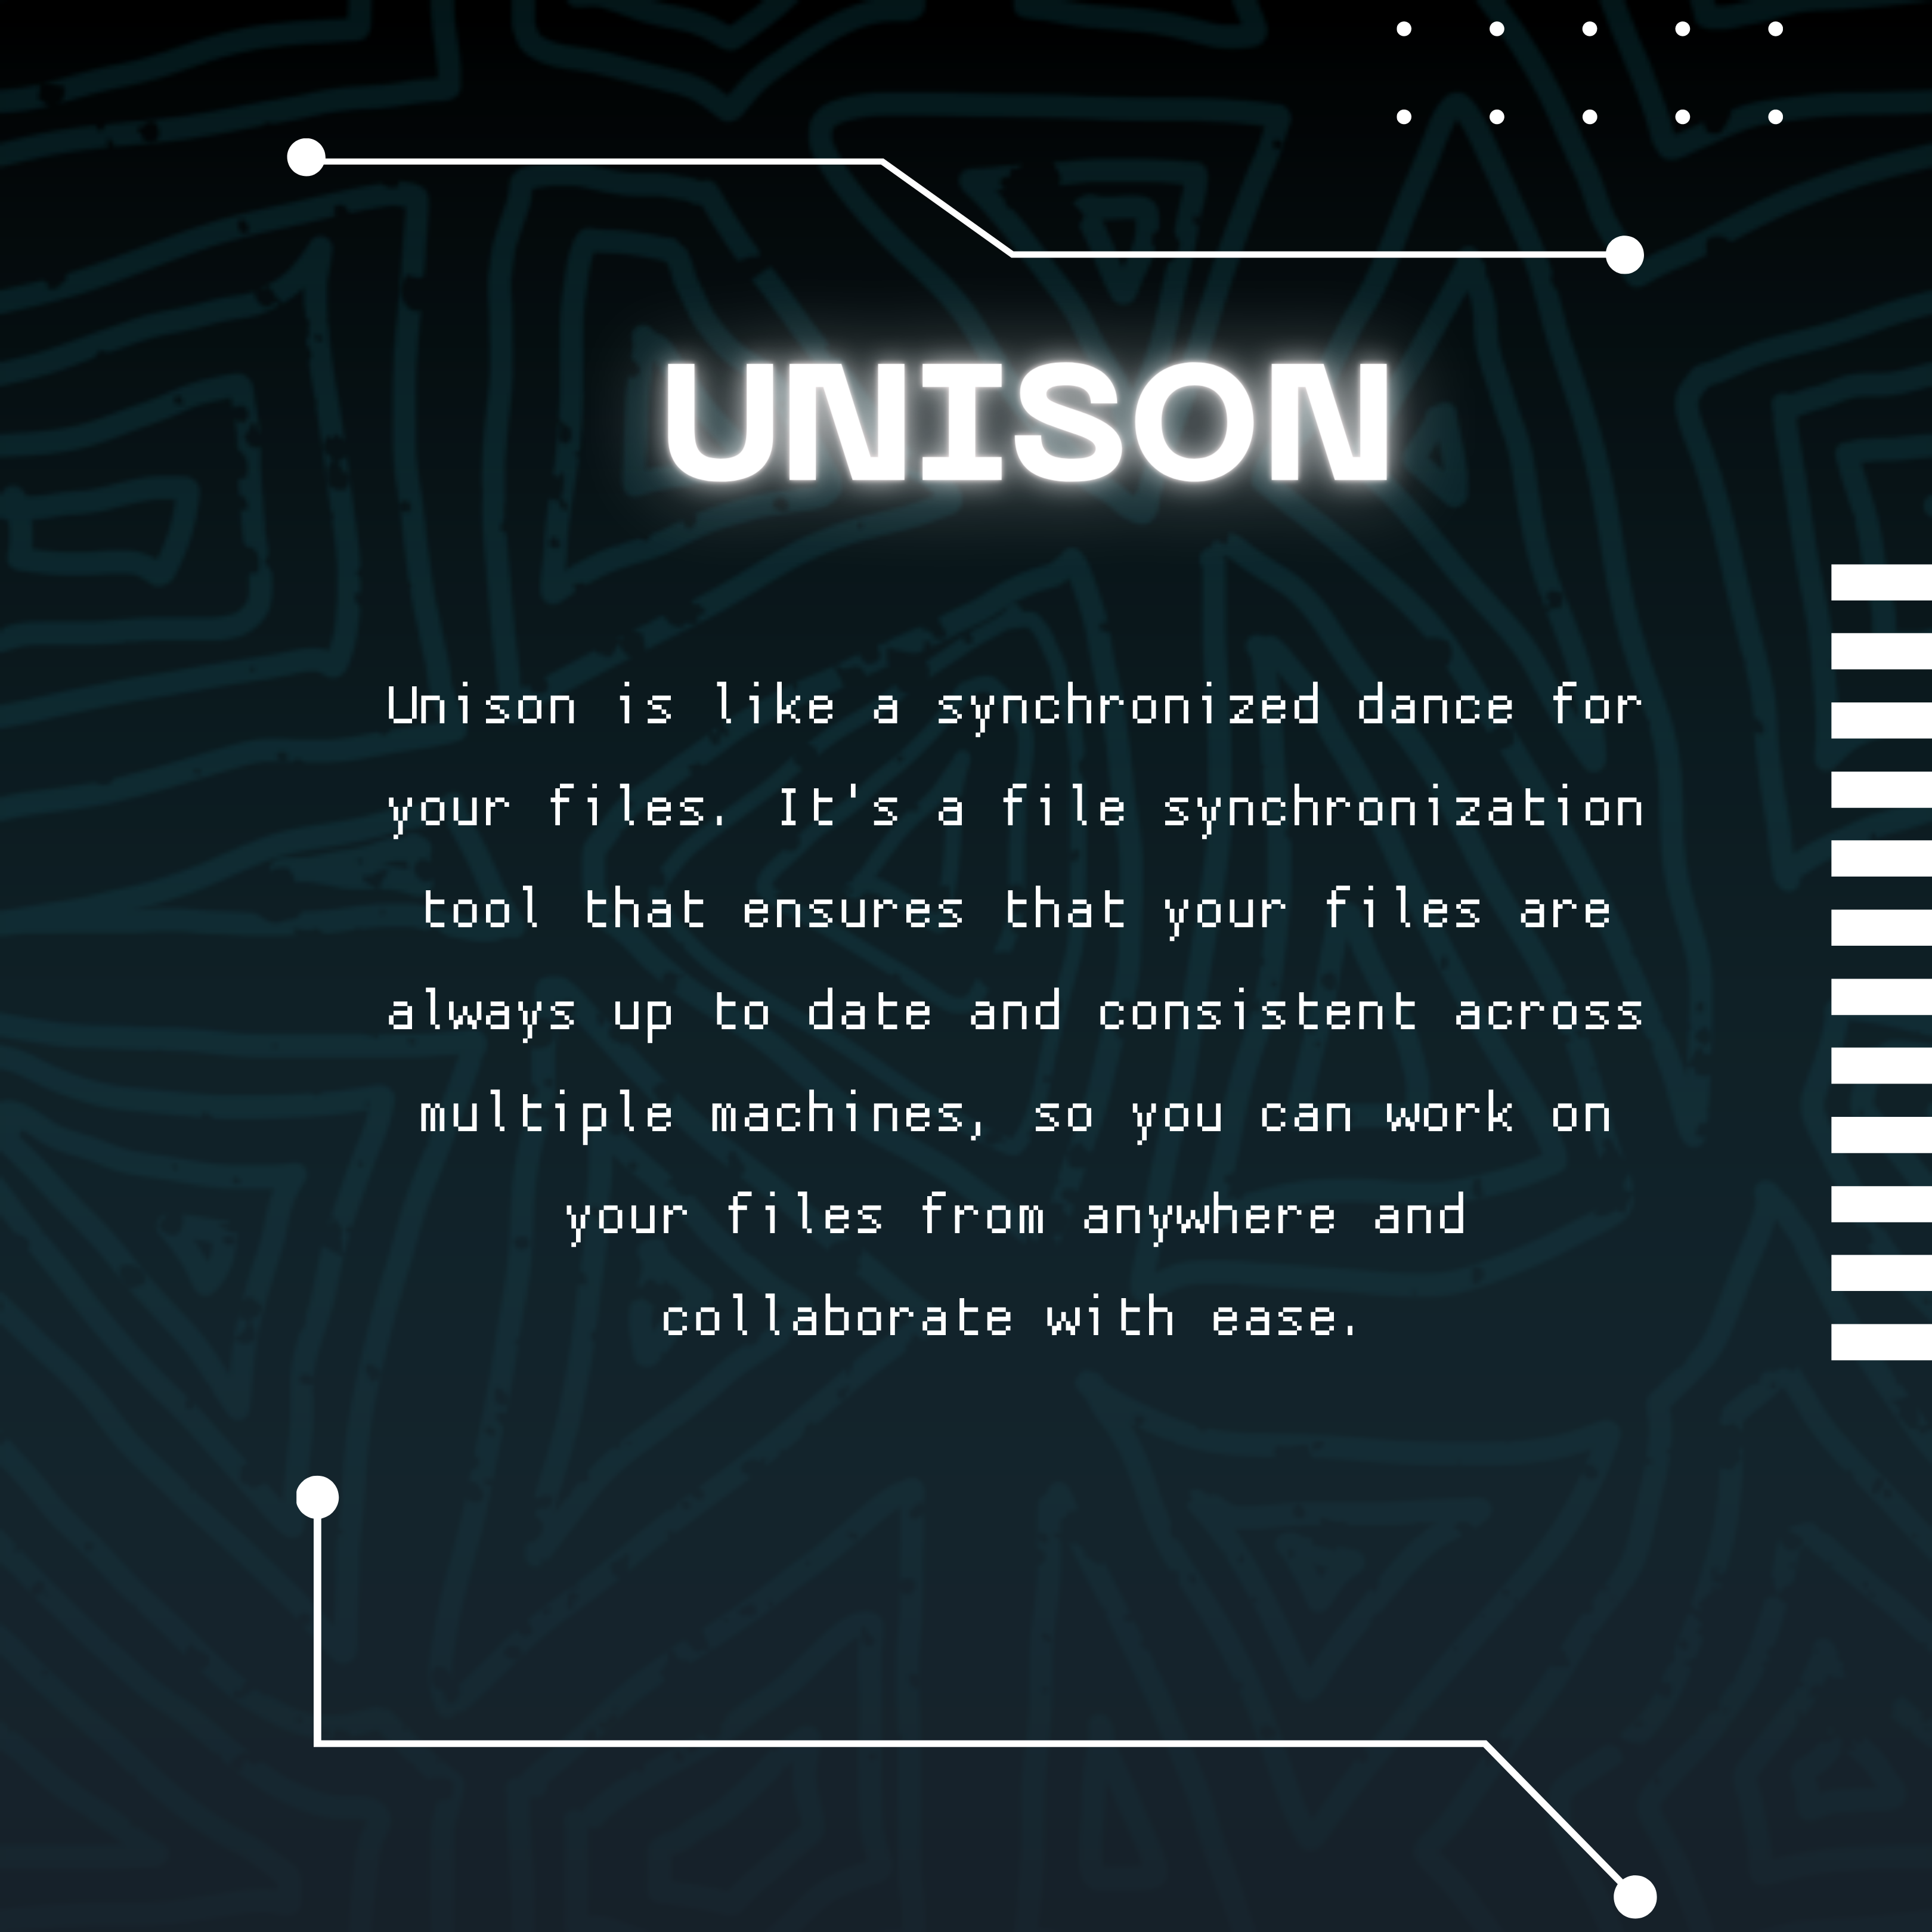 UNISON
Unison is like a synchronized dance for
your files. It's a file synchronization
tool that ensures that your files are
always up to date and consistent across
multiple machines, so you can work on
your files from anywhere and
collaborate with ease.